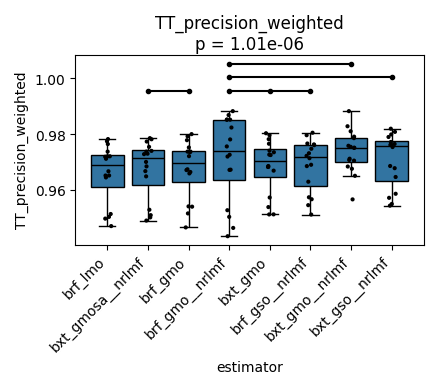 TT_precision_weighted
p = 1.01e-06
TT_precision_weighted
1.00
0.98
0.96
brf_lmo
bxt_gmosa__nrlmf
brf_gmo
brf_gmo__nrlmf
bxt_gmo
brf_gso__nrlmf
bxt_gmo__nrlmf
bxt_gso__nrlmf
estimator